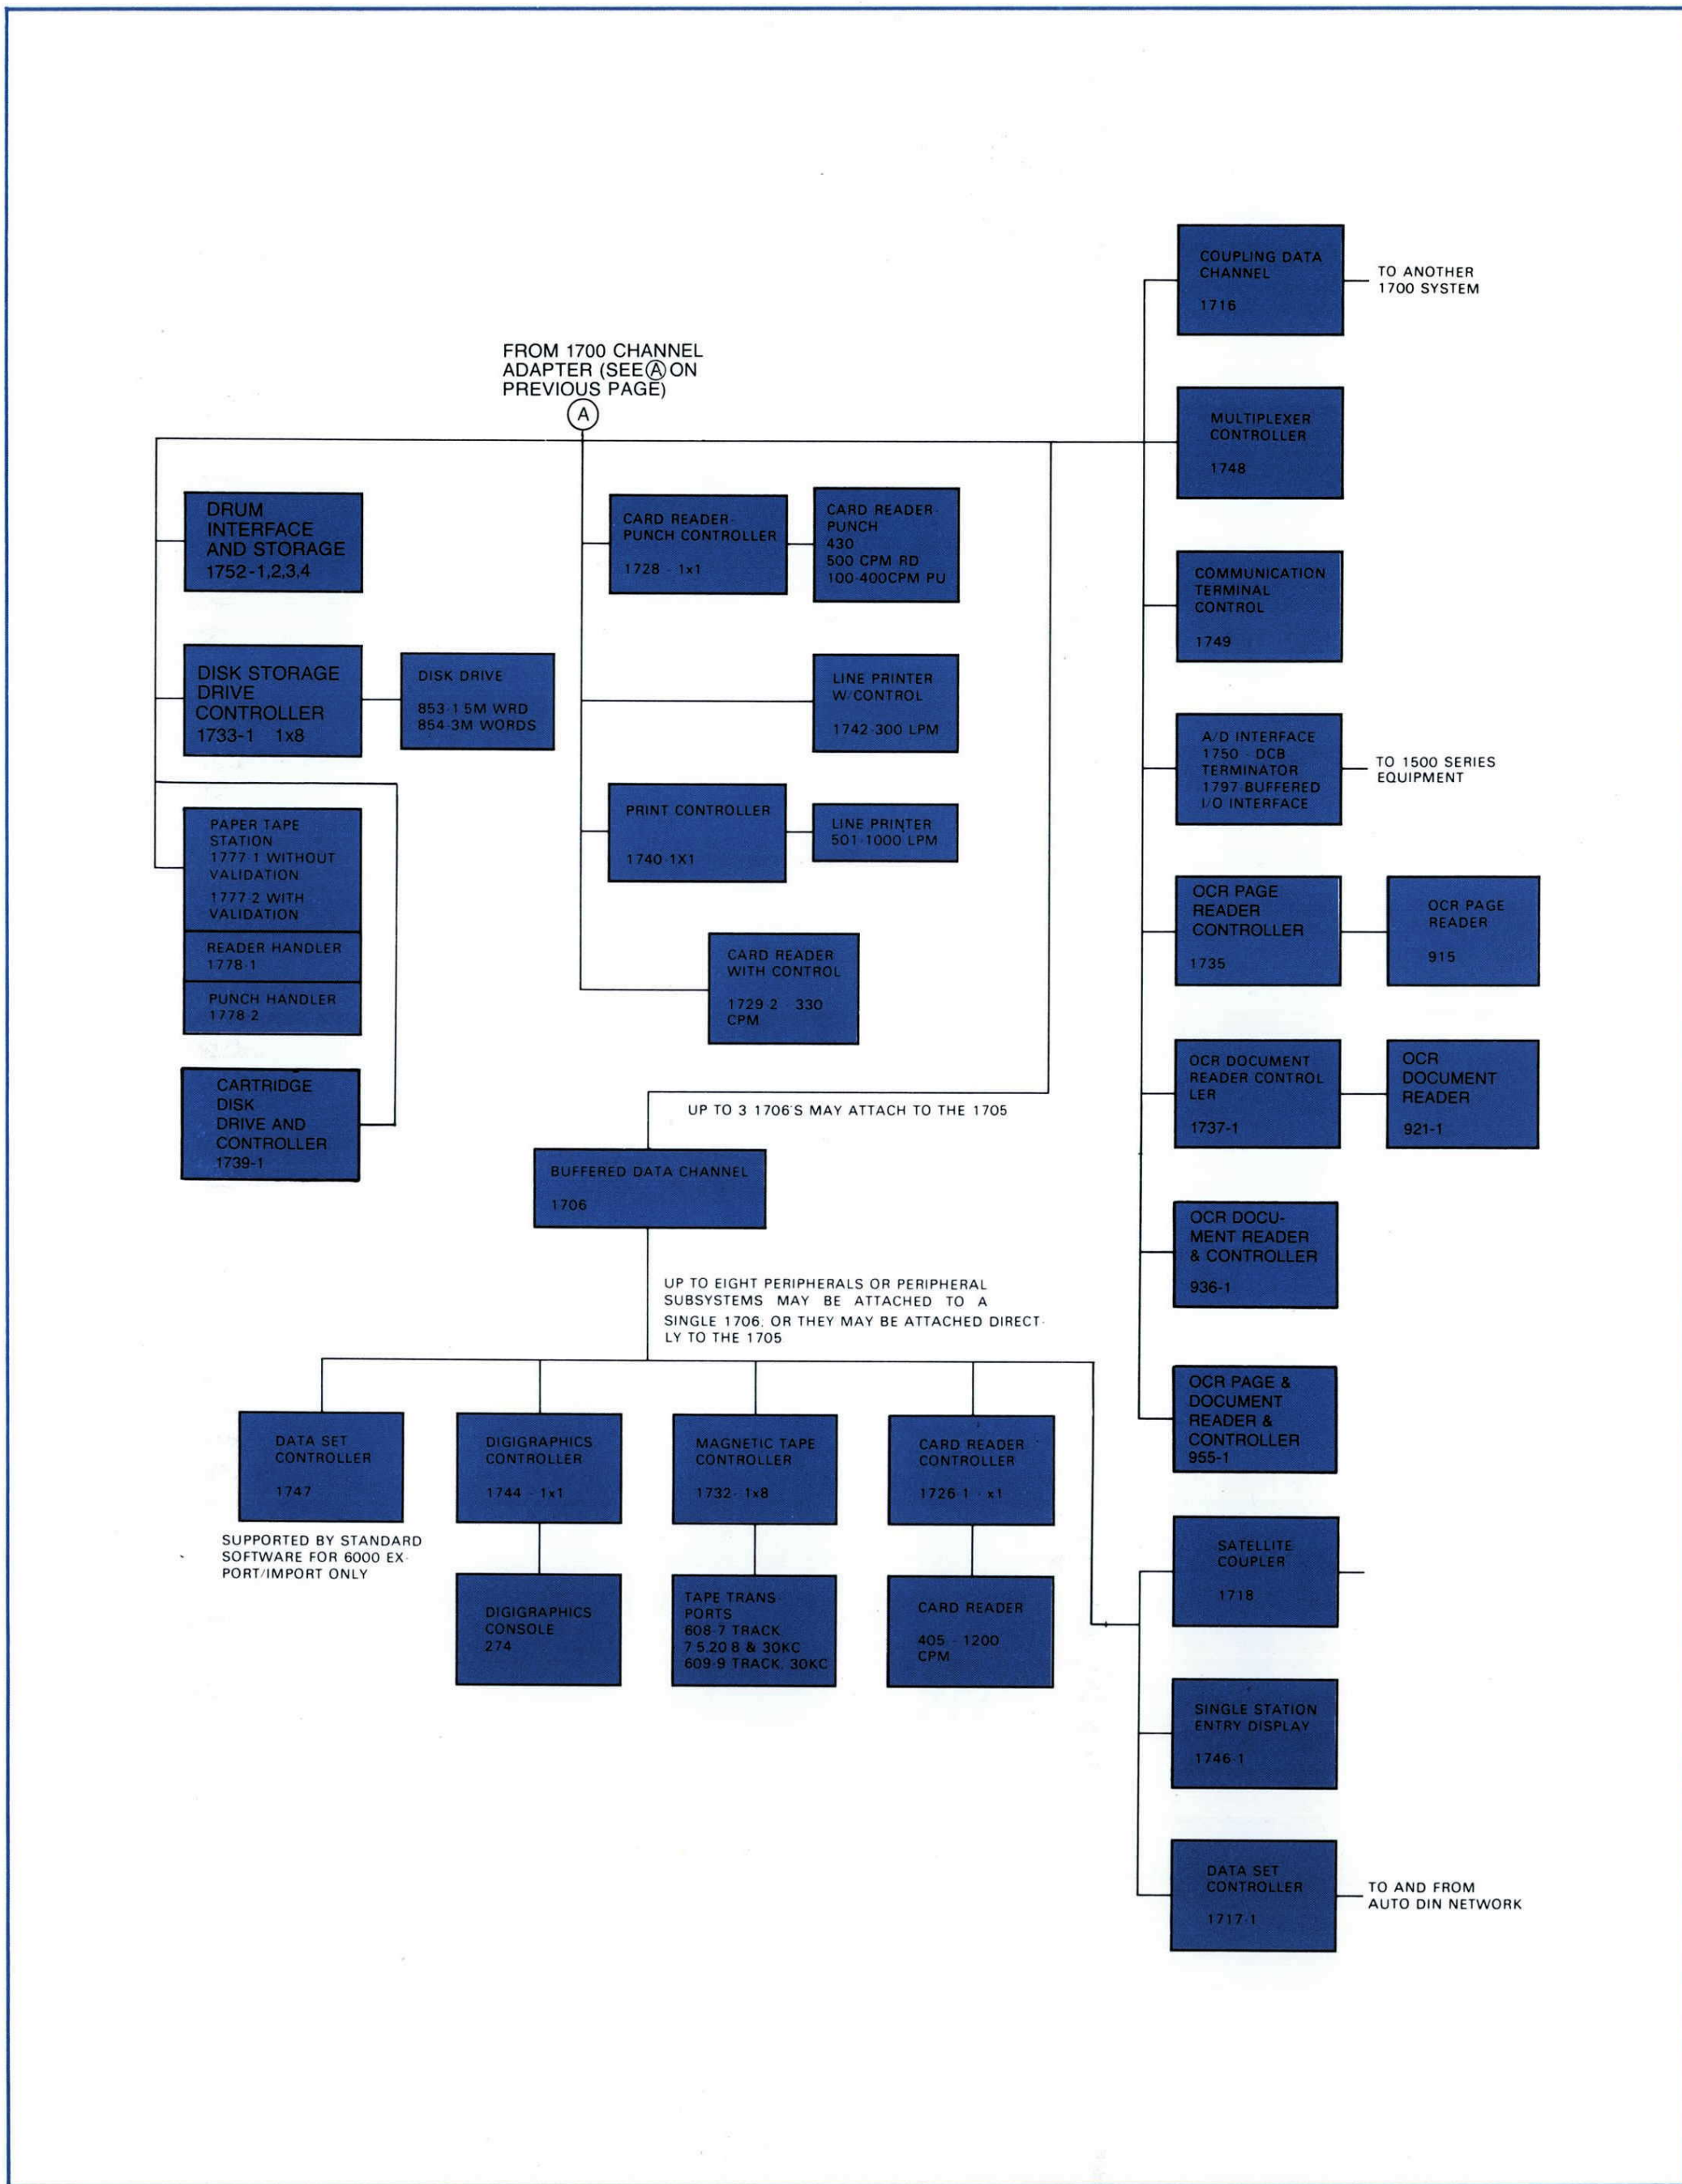 FROM 1700 CHANNEL
ADAPTER (SEE Ⓐ ON
PREVIOUS PAGE)
A
DRUM
INTERFACE
AND STORAGE
1752-1,2,3,4
DISK STORAGE
DRIVE
CONTROLLER
1733-1 1x8
DISK DRIVE
853-1.5M WRD
854-3M WORDS
PAPER TAPE
STATION
1777-1 WITHOUT
VALIDATION
1777-2 WITH
VALIDATION
READER HANDLER
1778-1
PUNCH HANDLER
1778-2
CARTRIDGE
DISK
DRIVE AND
CONTROLLER
1739-1
CARD READER-
PUNCH CONTROLLER
1728 - 1x1
CARD READER-
PUNCH
430
500 CPM RD
100-400CPM PU
LINE PRINTER
W/CONTROL
1742-300 LPM
PRINT CONTROLLER
1740-1X1
LINE PRINTER
501-1000 LPM
CARD READER
WITH CONTROL
1729-2 - 330
CPM
UP TO 3 1706'S MAY ATTACH TO THE 1705
BUFFERED DATA CHANNEL
1706
UP TO EIGHT PERIPHERALS OR PERIPHERAL
SUBSYSTEMS MAY BE ATTACHED TO A
SINGLE 1706, OR THEY MAY BE ATTACHED DIRECT-
LY TO THE 1705
DATA SET
CONTROLLER
1747
SUPPORTED BY STANDARD
SOFTWARE FOR 6000 EX-
PORT/IMPORT ONLY
DIGIGRAPHICS
CONTROLLER
1744 - 1x1
DIGIGRAPHICS
CONSOLE
274
MAGNETIC TAPE
CONTROLLER
1732- 1x8
TAPE TRANS-
PORTS
608-7 TRACK
7.5,20.8 & 30KC
609-9 TRACK, 30KC
CARD READER
CONTROLLER
1726-1 - x1
CARD READER
405 - 1200
CPM
COUPLING DATA
CHANNEL
1716
TO ANOTHER
1700 SYSTEM
MULTIPLEXER
CONTROLLER
1748
COMMUNICATION
TERMINAL
CONTROL
1749
A/D INTERFACE
1750 - DCB
TERMINATOR
1797-BUFFERED
I/O INTERFACE
TO 1500 SERIES
EQUIPMENT
OCR PAGE
READER
CONTROLLER
1735
OCR PAGE
READER
915
OCR DOCUMENT
READER CONTROL
LER
1737-1
OCR
DOCUMENT
READER
921-1
OCR DOCU-
MENT READER
& CONTROLLER
936-1
OCR PAGE &
DOCUMENT
READER &
CONTROLLER
955-1
SATELLITE
COUPLER
1718
SINGLE STATION
ENTRY DISPLAY
1746-1
DATA SET
CONTROLLER
1717-1
TO AND FROM
AUTO DIN NETWORK